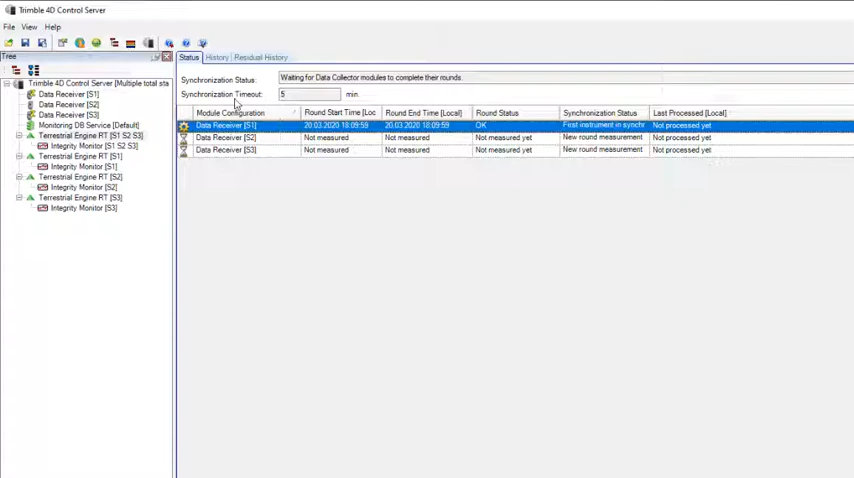 Trimble 4D Control Server
File View Help
Tree
Status History Residual History
Synchronization Status: Waiting for Data Collector modules to complete their rounds.
Synchronization Timeout: 5 min.
Trimble 4D Control Server [Multiple total sta
Data Receiver [S1]
Data Receiver [S2]
Data Receiver [S3]
Monitoring DB Service [Default]
Terrestrial Engine RT [S1 S2 S3]
Integrity Monitor [S1 S2 S3]
Terrestrial Engine RT [S1]
Integrity Monitor [S1]
Terrestrial Engine RT [S2]
Integrity Monitor [S2]
Terrestrial Engine RT [S3]
Integrity Monitor [S3]
Module Configuration Round Start Time [Loc Round End Time [Local] Round Status Synchronization Status Last Processed [Local]
Data Receiver [S1] 20.03.2020 18:09:59 20.03.2020 18:09:59 OK First instrument in synchr Not processed yet
Data Receiver [S2] Not measured Not measured Not measured yet New round measurement Not processed yet
Data Receiver [S3] Not measured Not measured Not measured yet New round measurement Not processed yet